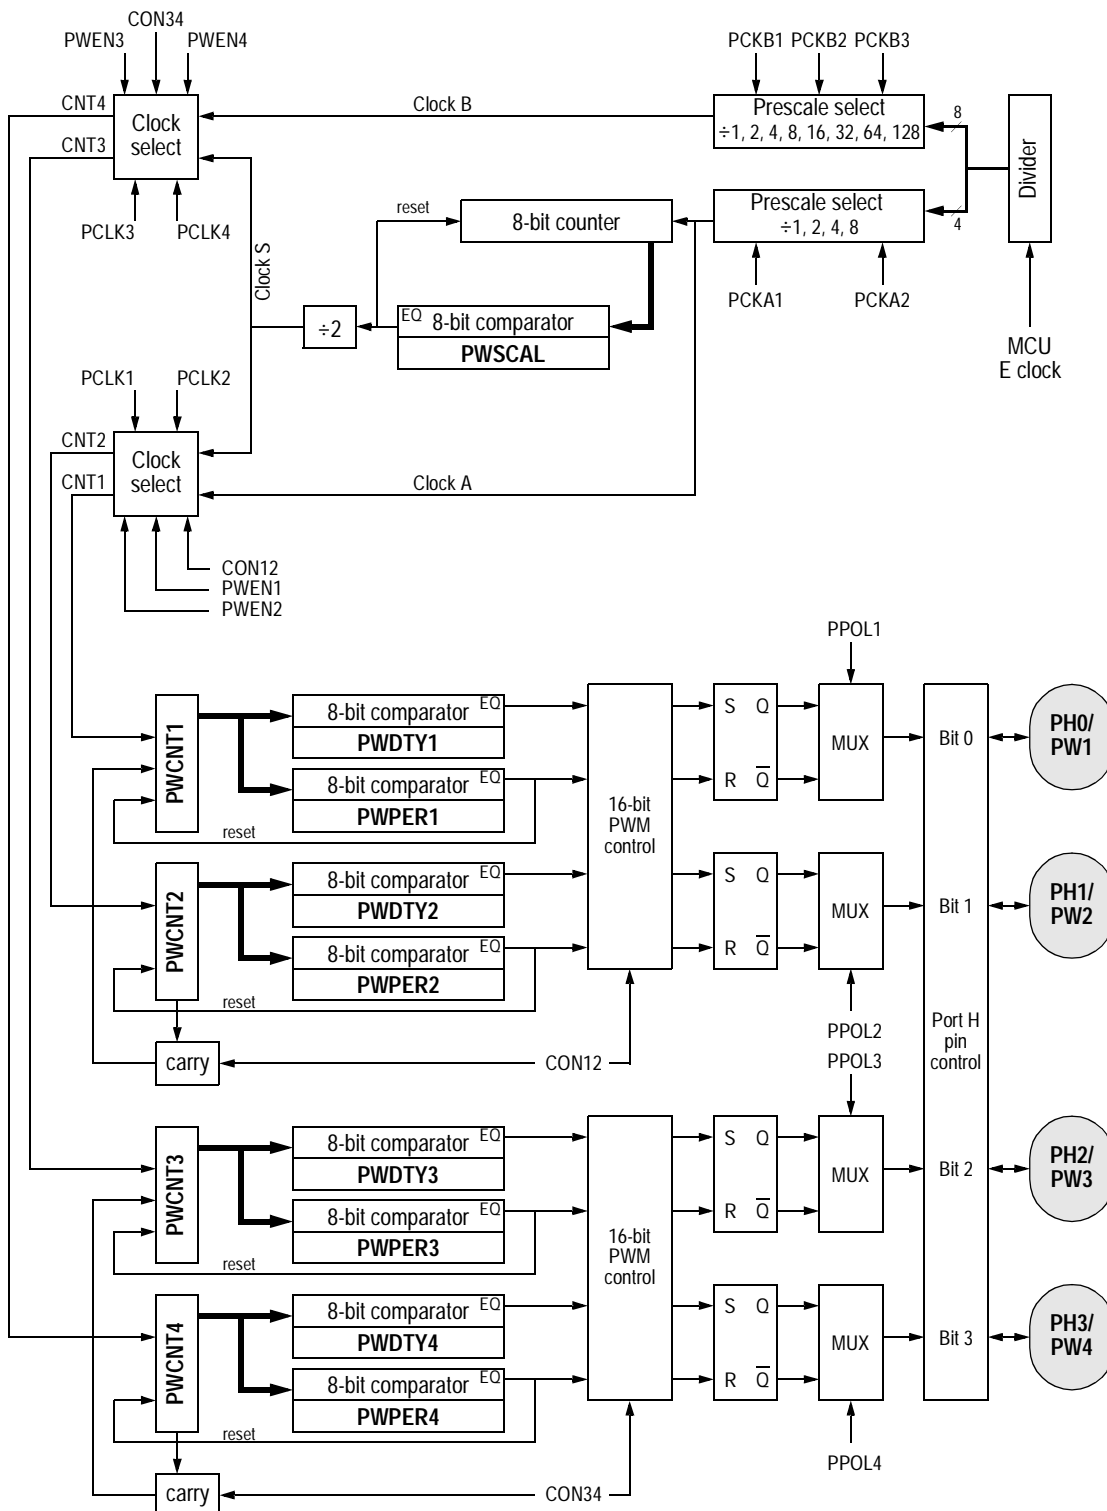 CON34
PWEN3
PWEN4
PCKB1
PCKB2
PCKB3
CNT4
Clock B
Clock
select
Prescale select
÷1, 2, 4, 8, 16, 32, 64, 128
8
Divider
CNT3
PCLK3
PCLK4
reset
8-bit counter
Prescale select
÷1, 2, 4, 8
4
Clock S
PCKA1
PCKA2
÷2
EQ
8-bit comparator
PWSCAL
MCU
E clock
PCLK1
PCLK2
CNT2
Clock
select
CNT1
Clock A
CON12
PWEN1
PWEN2
PPOL1
PWCNT1
8-bit comparator
EQ
PWDTY1
8-bit comparator
EQ
PWPER1
reset
16-bit
PWM
control
S Q
R Q̅
MUX
Bit 0
PH0/
PW1
PWCNT2
8-bit comparator
EQ
PWDTY2
8-bit comparator
EQ
PWPER2
reset
S Q
R Q̅
MUX
Bit 1
PH1/
PW2
carry
CON12
PPOL2
PPOL3
Port H
pin
control
PWCNT3
8-bit comparator
EQ
PWDTY3
8-bit comparator
EQ
PWPER3
reset
16-bit
PWM
control
S Q
R Q̅
MUX
Bit 2
PH2/
PW3
PWCNT4
8-bit comparator
EQ
PWDTY4
8-bit comparator
EQ
PWPER4
reset
S Q
R Q̅
MUX
Bit 3
PH3/
PW4
PPOL4
carry
CON34